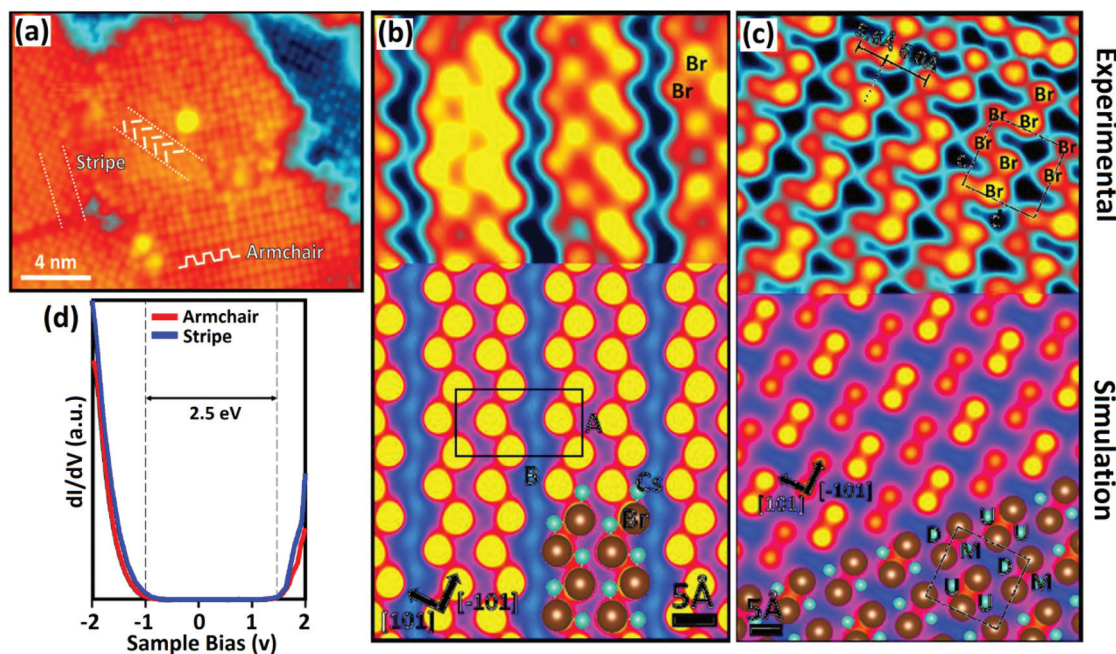 (a)
Stripe
Armchair
4 nm
(b)
Br
Br
(c)
Br
Br
Br
Br
Br
Br
Br
Br
Experimental
(d)
Armchair
Stripe
2.5 eV
dI/dV (a.u.)
-2 -1 0 1 2
Sample Bias (v)
A
B
Cs
Br
[101]
[-101]
5Å
[101]
[-101]
D U U
M D
U U M
5Å
Simulation